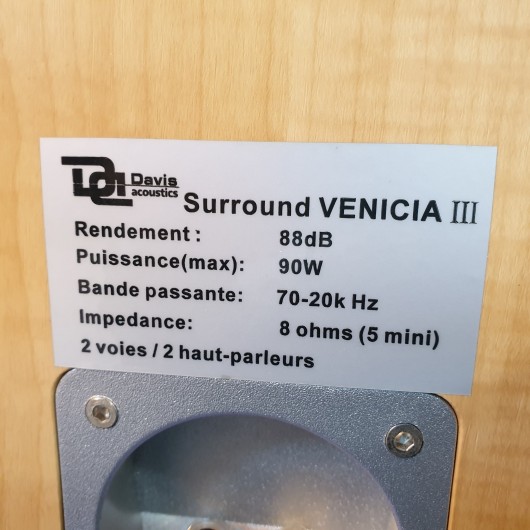 Davis
acoustics
Surround VENICIA III
Rendement : 88dB
Puissance(max): 90W
Bande passante: 70-20k Hz
Impedance: 8 ohms (5 mini)
2 voies / 2 haut-parleurs